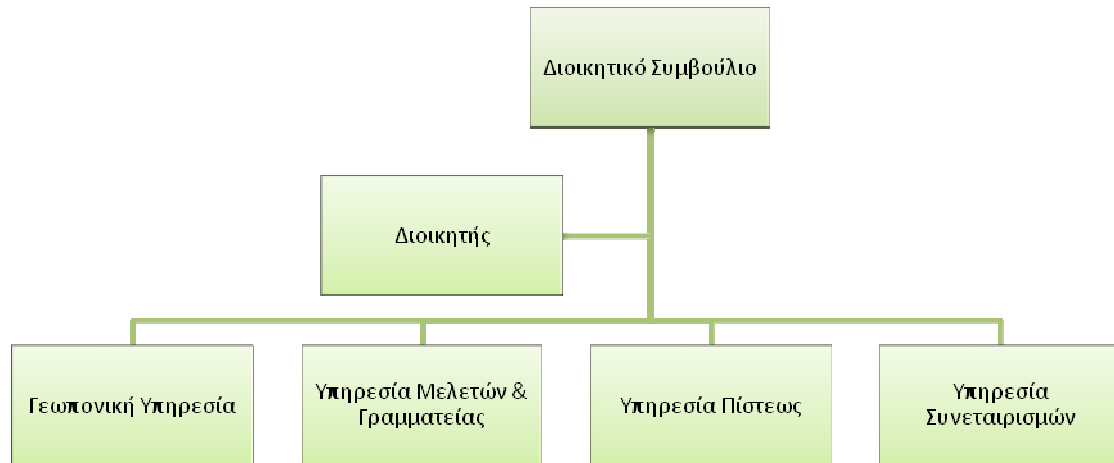 Διοικητικό Συμβούλιο
Διοικητής
Γεωπονική Υπηρεσία
Υπηρεσία Μελετών &
Γραμματείας
Υπηρεσία Πίστεως
Υπηρεσία
Συνεταιρισμών